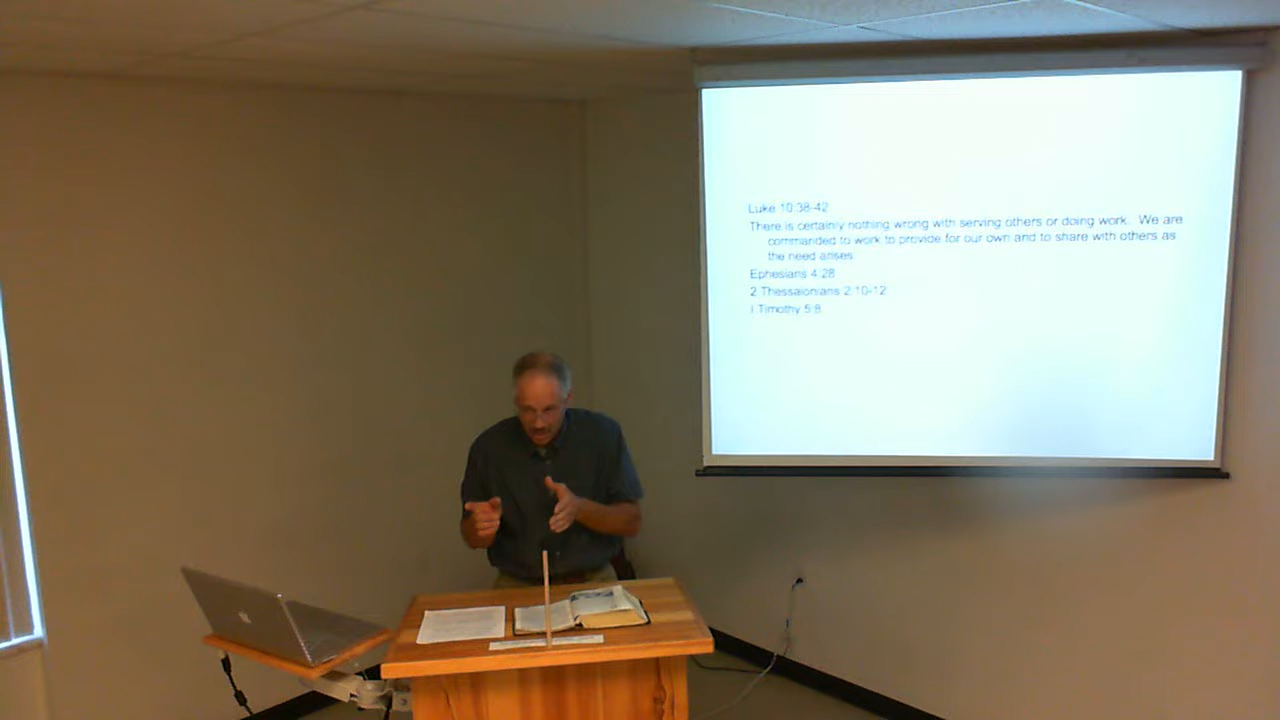 Luke 10:38-42
There is certainly nothing wrong with serving others or doing work. We are
commanded to work to provide for our own and to share with others as
the need arises.
Ephesians 4:28
2 Thessalonians 2:10-12
I Timothy 5:8